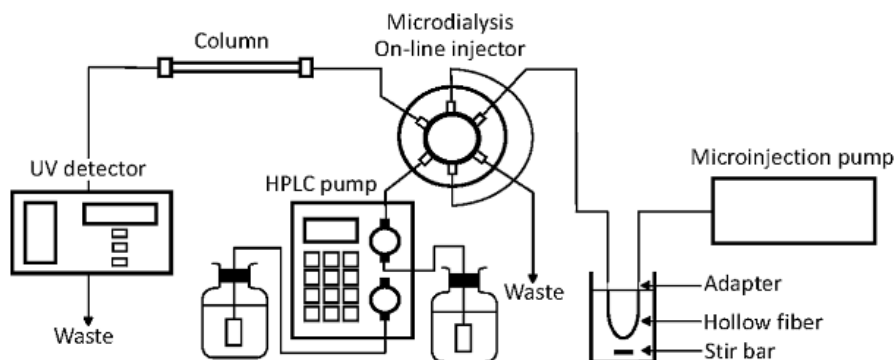 Microdialysis
On-line injector
Column
UV detector
HPLC pump
Microinjection pump
Waste
Waste
Adapter
Hollow fiber
Stir bar